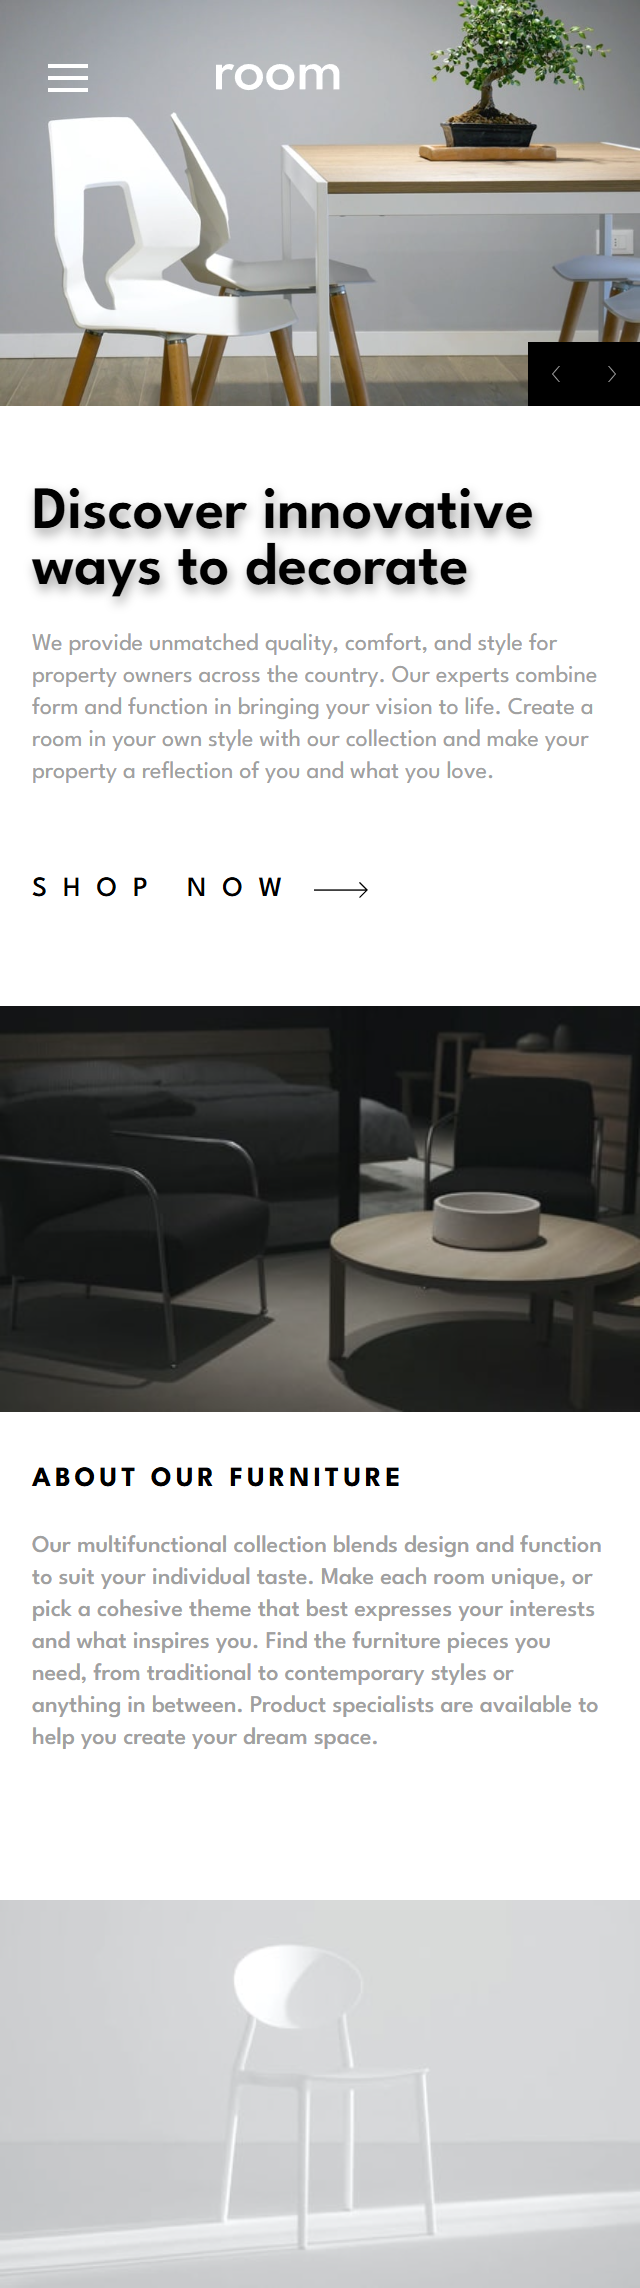 room
Discover innovative
ways to decorate
We provide unmatched quality, comfort, and style for
property owners across the country. Our experts combine
form and function in bringing your vision to life. Create a
room in your own style with our collection and make your
property a reflection of you and what you love.
SHOP NOW
ABOUT OUR FURNITURE
Our multifunctional collection blends design and function
to suit your individual taste. Make each room unique, or
pick a cohesive theme that best expresses your interests
and what inspires you. Find the furniture pieces you
need, from traditional to contemporary styles or
anything in between. Product specialists are available to
help you create your dream space.